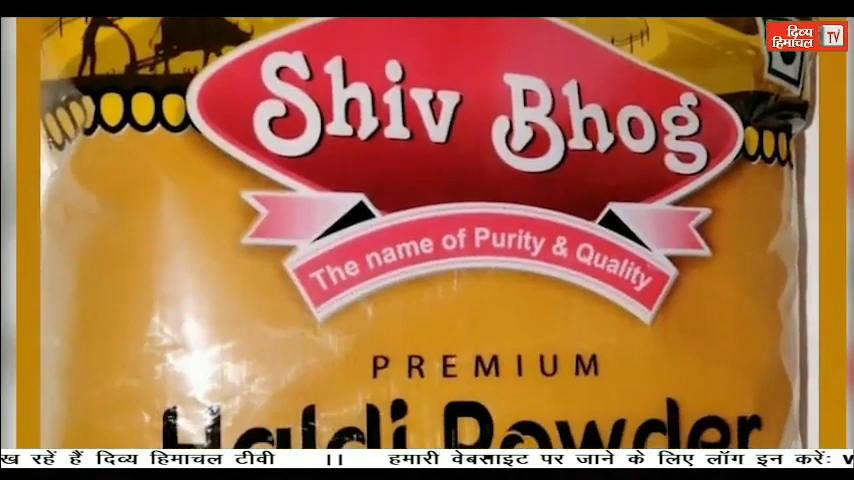 दिव्य
हिमाचल TV
Shiv Bhog
The name of Purity & Quality
PREMIUM
Haldi Powder
ख रहें हैं दिव्य हिमाचल टीवी || हमारी वेबसाइट पर जाने के लिए लॉग इन करें: